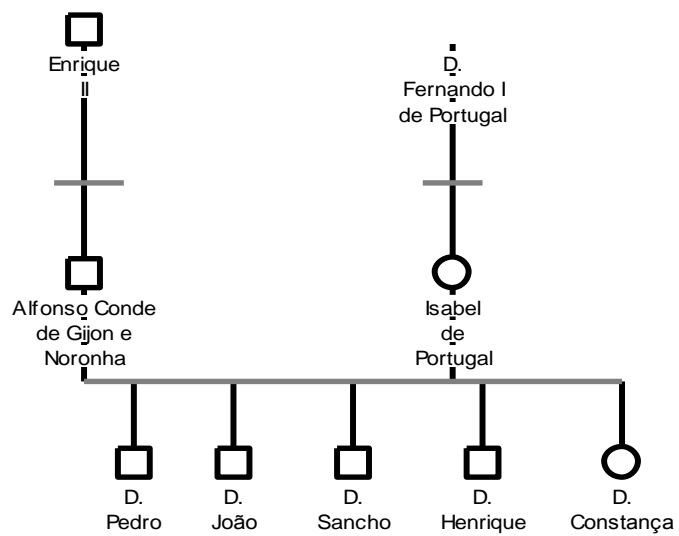 Enrique
II
D.
Fernando I
de Portugal
Alfonso Conde
de Gijon e
Noronha
Isabel
de
Portugal
D.
Pedro
D.
João
D.
Sancho
D.
Henrique
D.
Constança